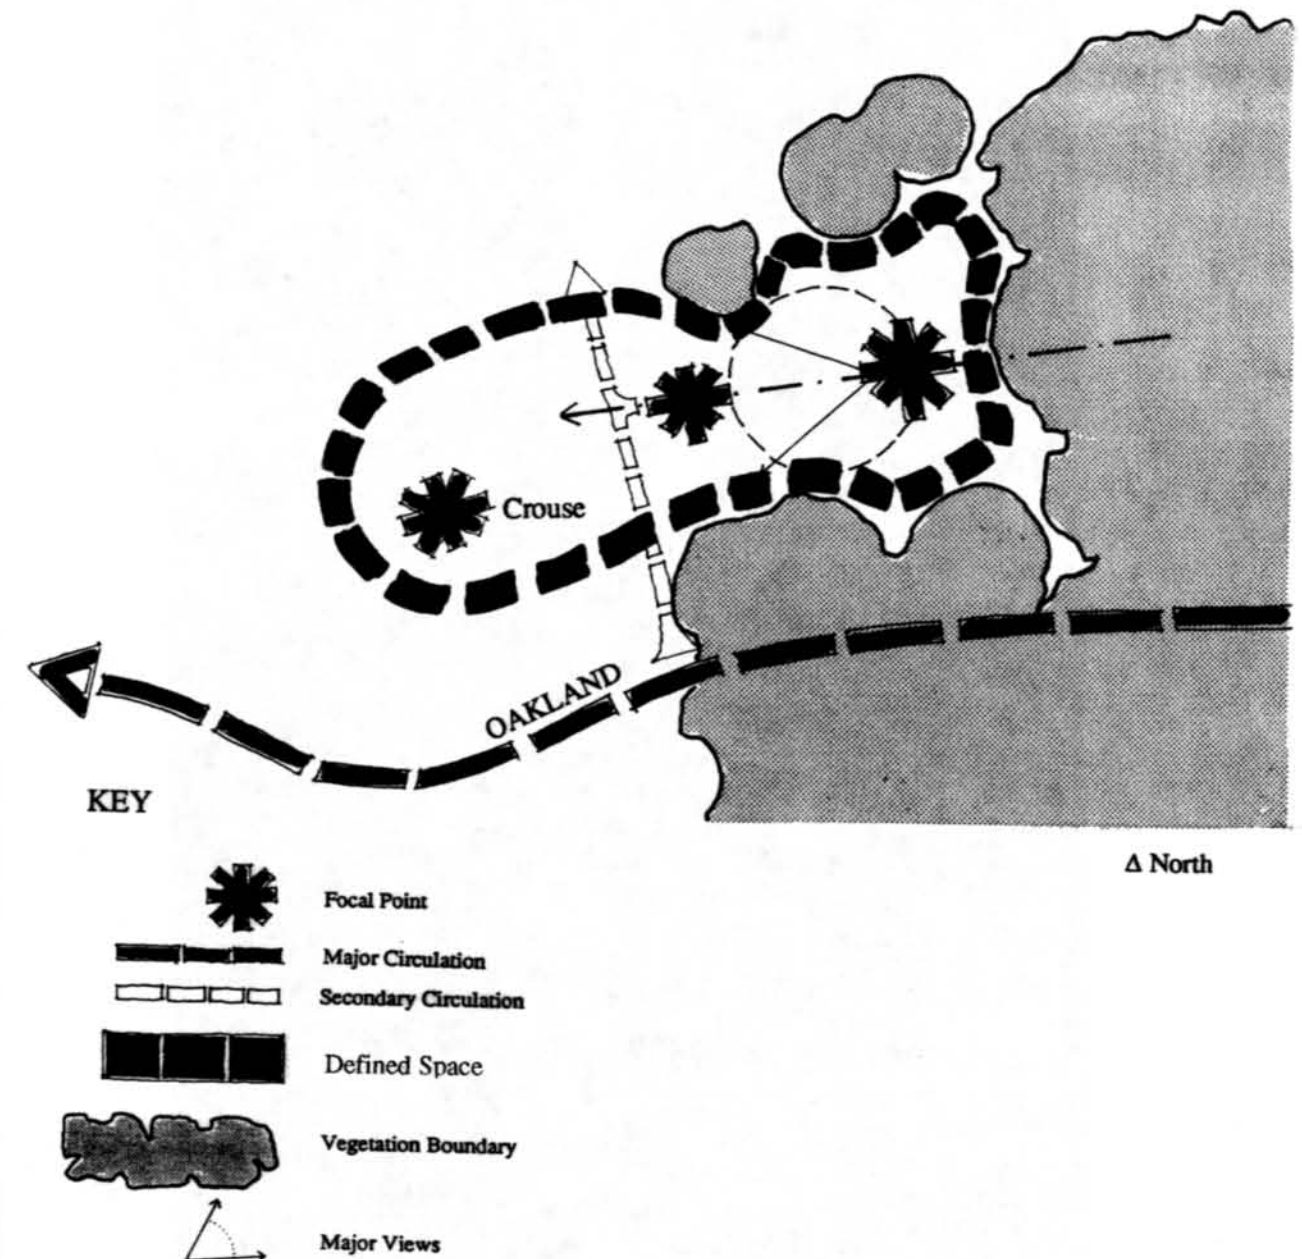 Crouse
OAKLAND
KEY
Δ North
Focal Point
Major Circulation
Secondary Circulation
Defined Space
Vegetation Boundary
Major Views